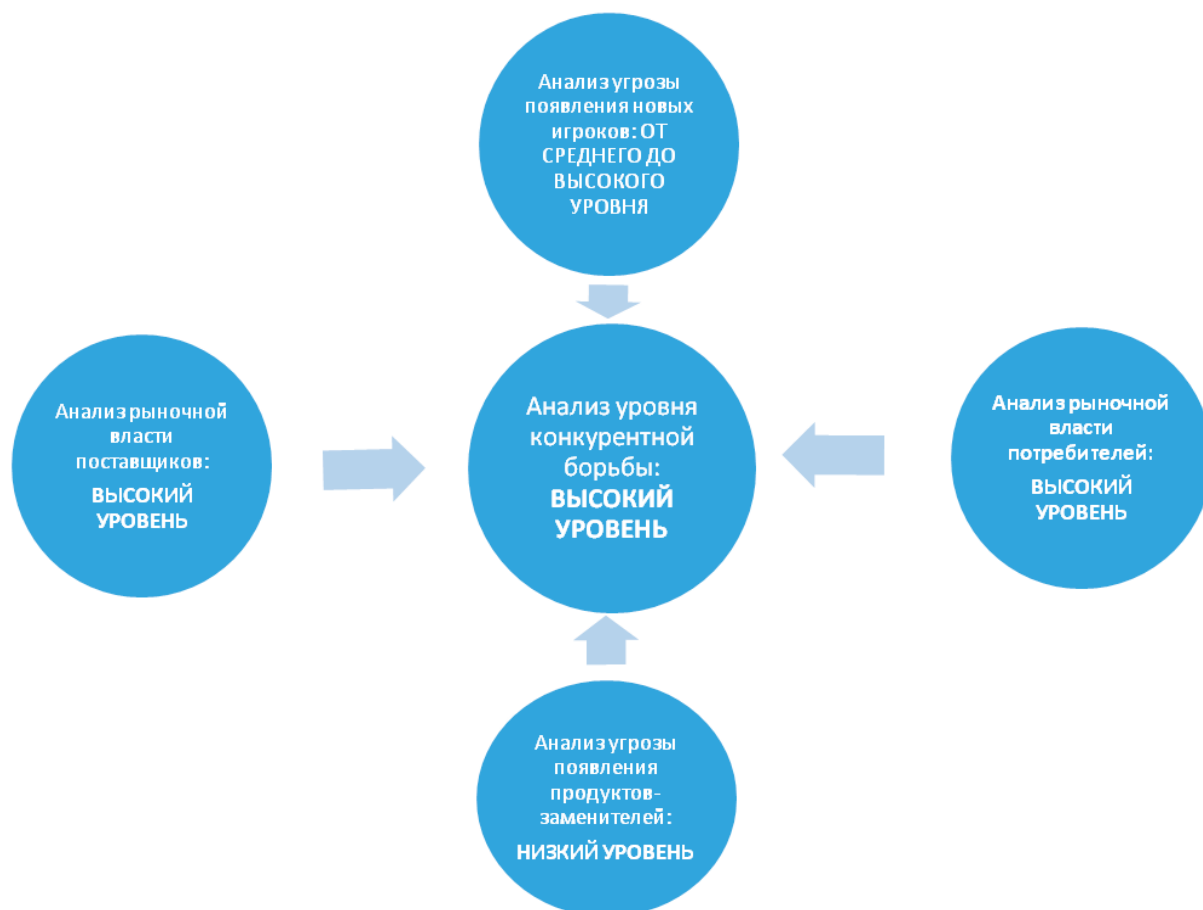 Анализ угрозы
появления новых
игроков: ОТ
СРЕДНЕГО ДО
ВЫСОКОГО
УРОВНЯ
Анализ рыночной
власти
поставщиков:
ВЫСОКИЙ
УРОВЕНЬ
Анализ уровня
конкурентной
борьбы:
ВЫСОКИЙ
УРОВЕНЬ
Анализ рыночной
власти
потребителей:
ВЫСОКИЙ
УРОВЕНЬ
Анализ угрозы
появления
продуктов-
заменителей:
НИЗКИЙ УРОВЕНЬ